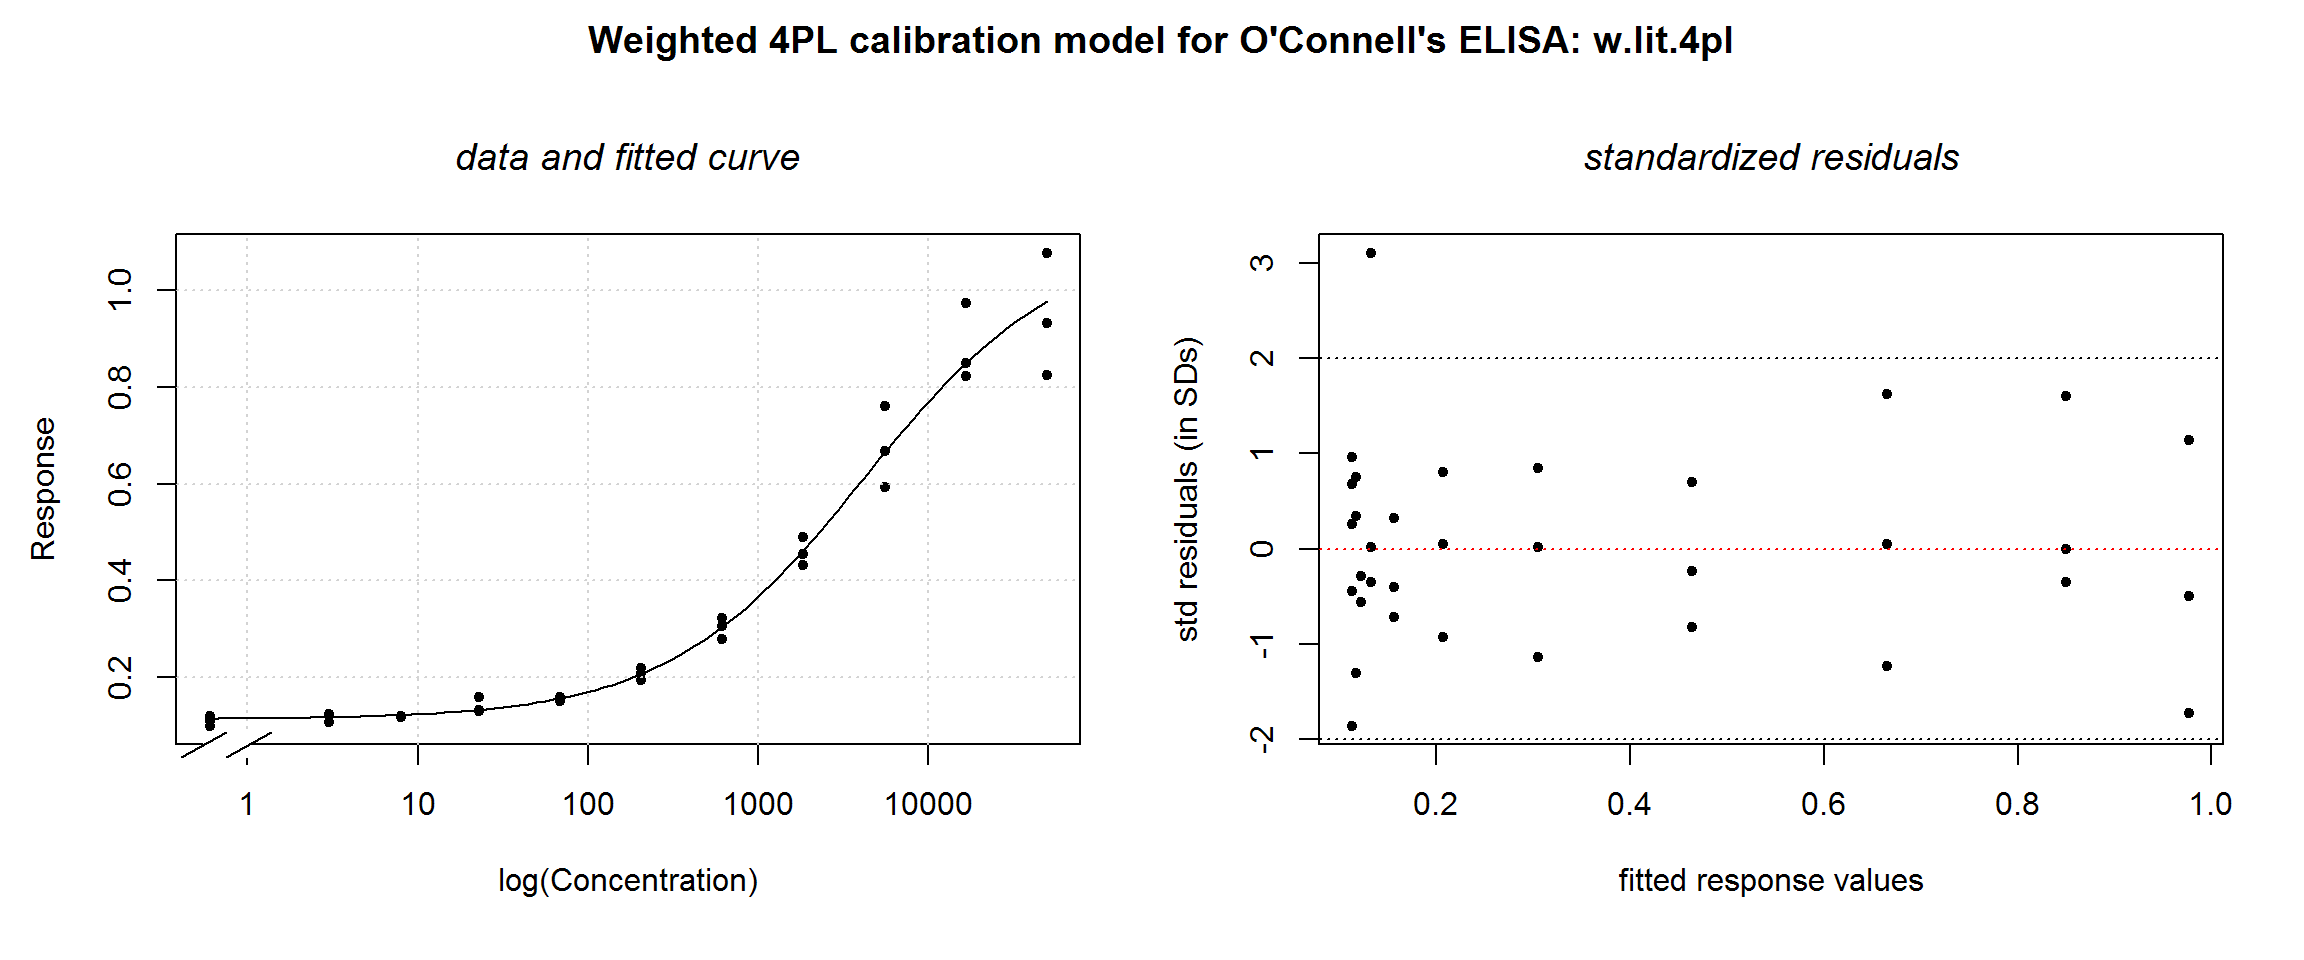 Weighted 4PL calibration model for O'Connell's ELISA: w.lit.4pl
data and fitted curve
Response
1.0
0.8
0.6
0.4
0.2
1 10 100 1000 10000
log(Concentration)
standardized residuals
std residuals (in SDs)
3
2
1
0
-1
-2
0.2 0.4 0.6 0.8 1.0
fitted response values